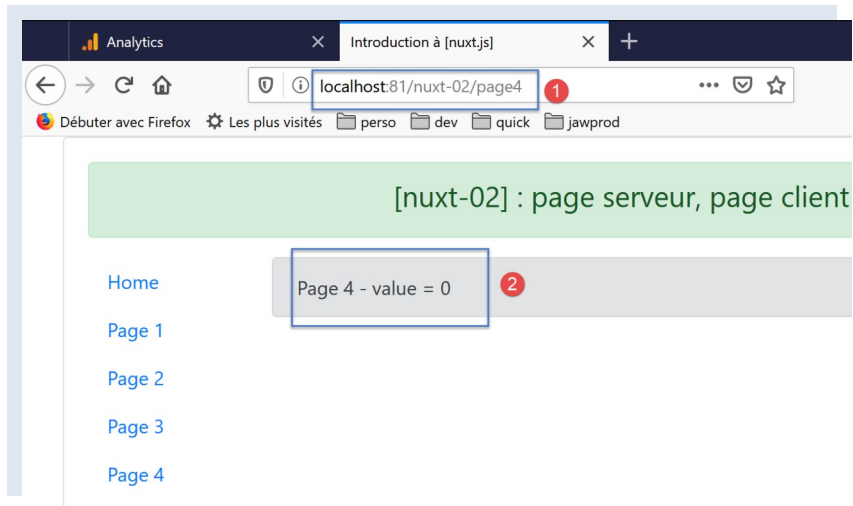 Analytics
Introduction à [nuxt.js]
localhost:81/nuxt-02/page4
1
Débuter avec Firefox Les plus visités perso dev quick jawprod
[nuxt-02] : page serveur, page client
Home
Page 4 - value = 0
2
Page 1
Page 2
Page 3
Page 4